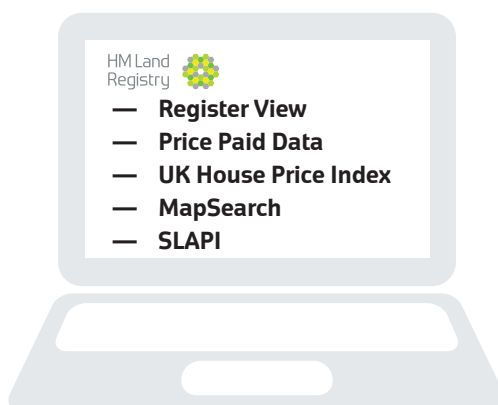 HM Land
Registry
— Register View
— Price Paid Data
— UK House Price Index
— MapSearch
— SLAPI